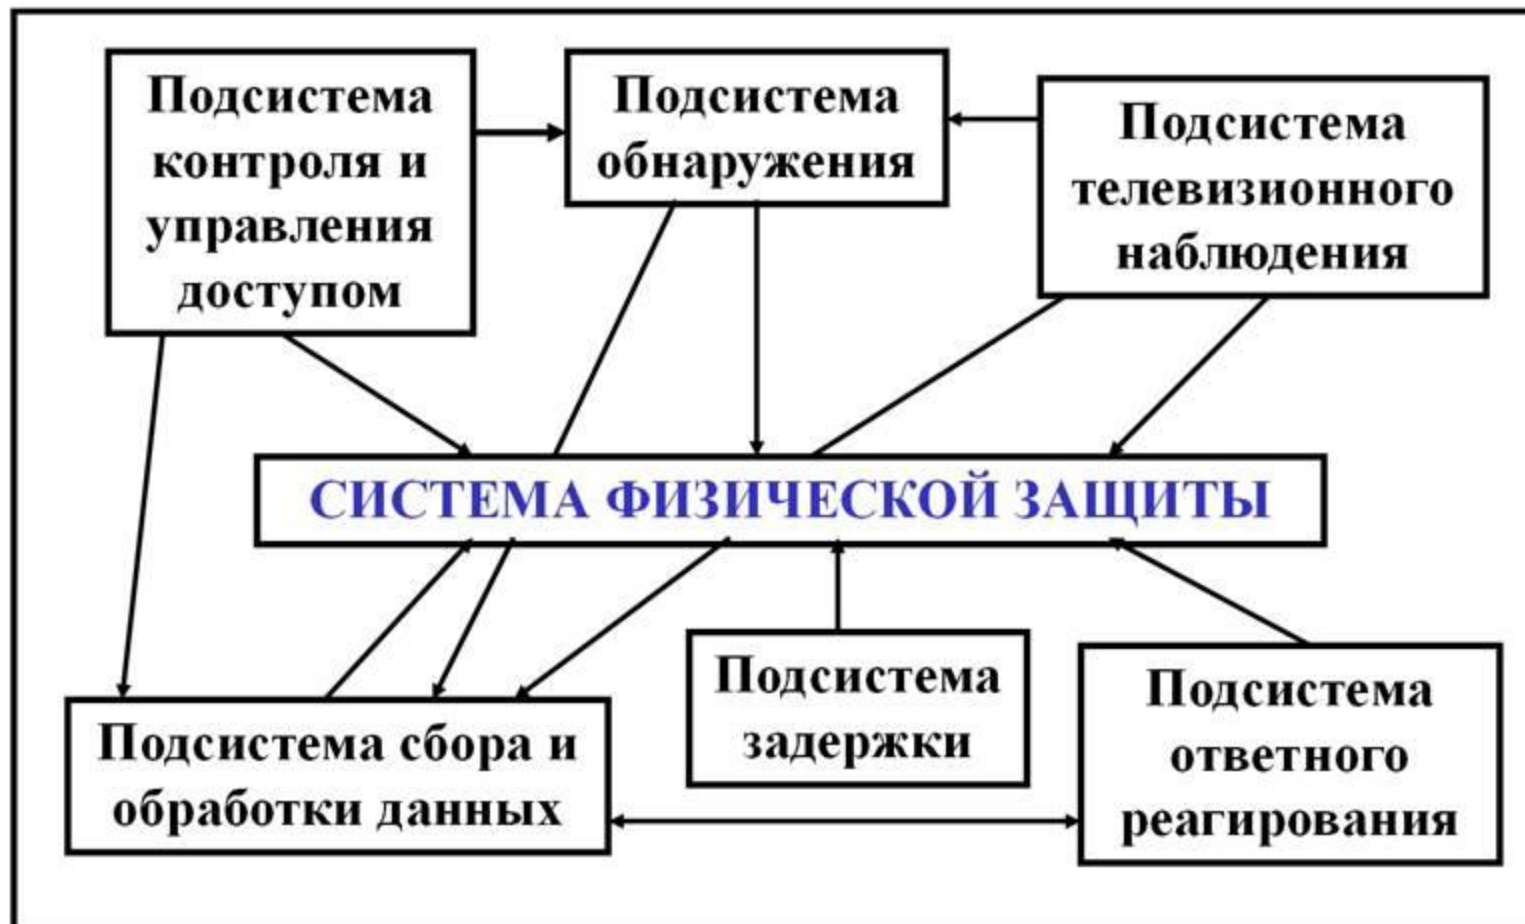 Подсистема
контроля и
управления
доступом
Подсистема
обнаружения
Подсистема
телевизионного
наблюдения
СИСТЕМА ФИЗИЧЕСКОЙ ЗАЩИТЫ
Подсистема сбора и
обработки данных
Подсистема
задержки
Подсистема
ответного
реагирования